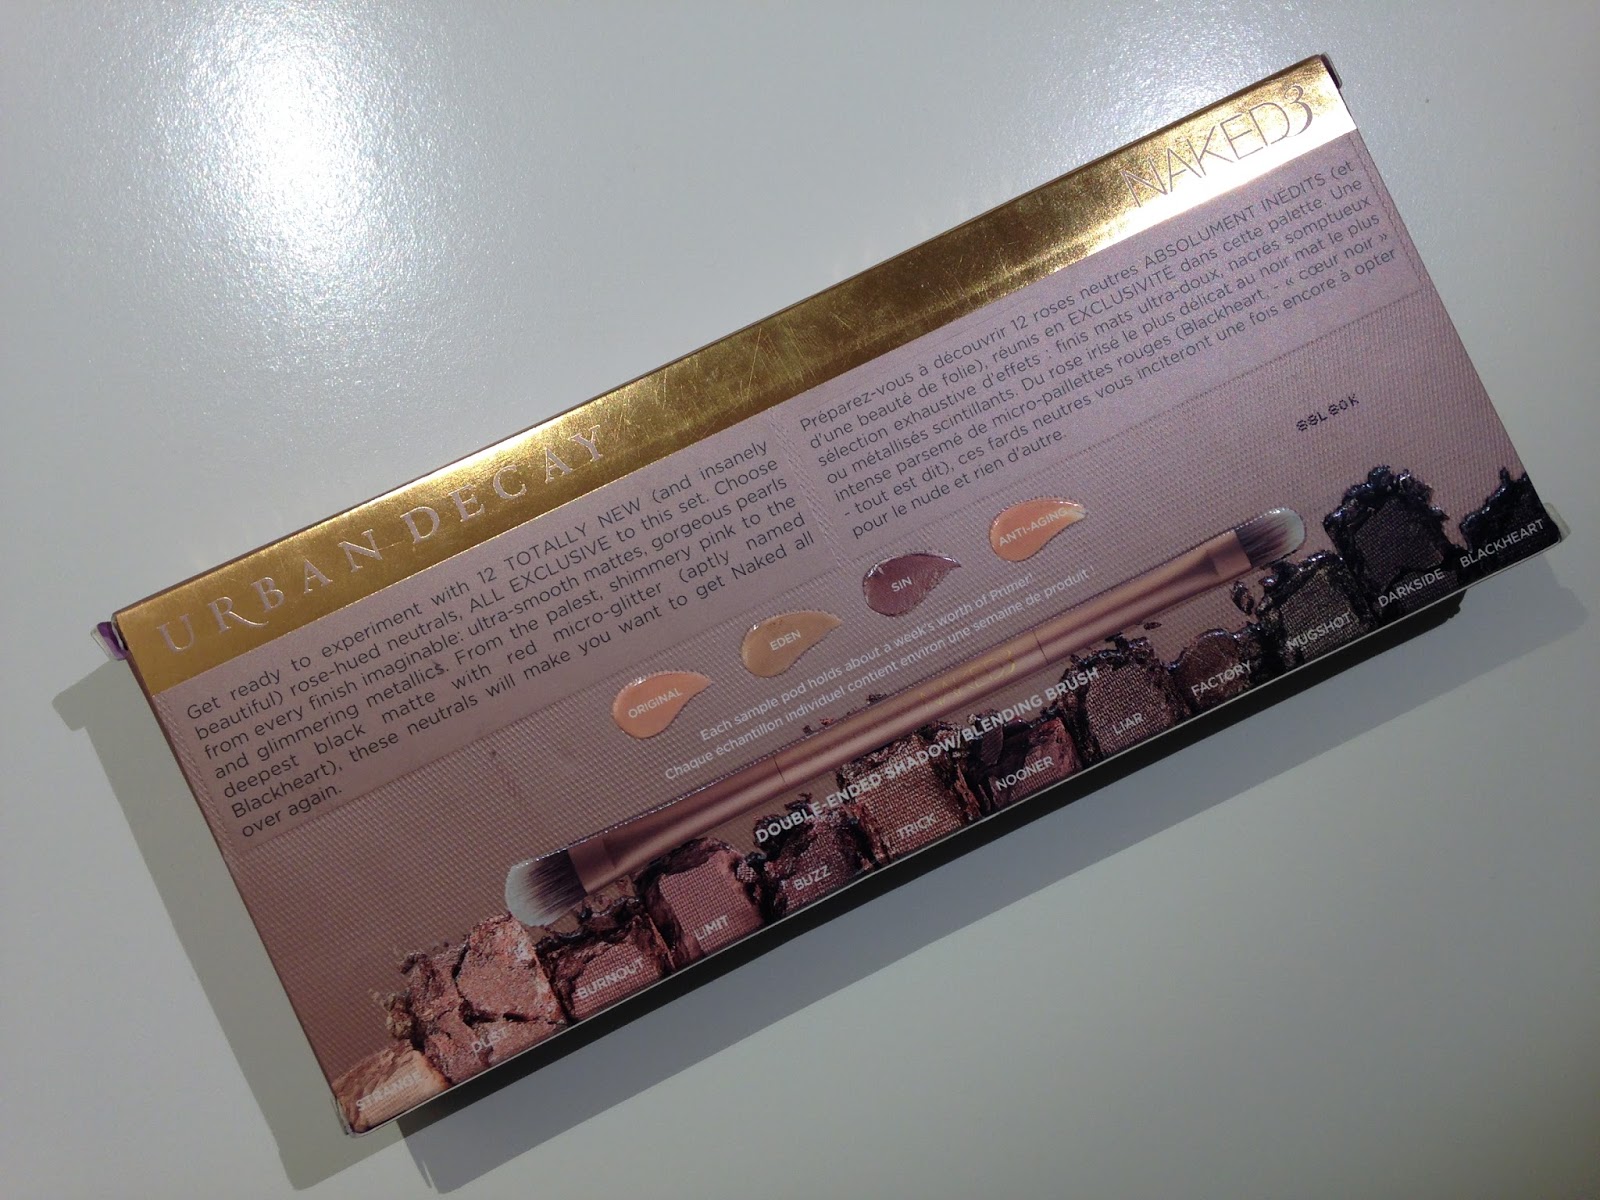 URBAN DECAY
NAKED3
Get ready to experiment with 12 TOTALLY NEW (and insanely
beautiful) rose-hued neutrals, ALL EXCLUSIVE to this set. Choose
from every finish imaginable: ultra-smooth mattes, gorgeous pearls
and glimmering metallics. From the palest, shimmery pink to the
deepest black matte with red micro-glitter (aptly named
Blackheart), these neutrals will make you want to get Naked all
over again.
Préparez-vous à découvrir 12 roses neutres ABSOLUMENT INÉDITS (et
d'une beauté de folie), réunis en EXCLUSIVITÉ dans cette palette. Une
sélection exhaustive d'effets : finis mats ultra-doux, nacrés somptueux
ou métallisés scintillants. Du rose irisé le plus délicat au noir mat le plus
intense parsemé de micro-paillettes rouges (Blackheart, - « cœur noir »
- tout est dit), ces fards neutres vous inciteront une fois encore à opter
pour le nude et rien d'autre.
ORIGINAL
EDEN
SIN
ANTI-AGING
Each sample pod holds about a week's worth of Primer!
Chaque échantillon individuel contient environ une semaine de produit !
DOUBLE-ENDED SHADOW/BLENDING BRUSH
STRANGE
DUST
BURNOUT
LIMIT
BUZZ
TRICK
NOONER
LIAR
FACTORY
MUGSHOT
DARKSIDE
BLACKHEART